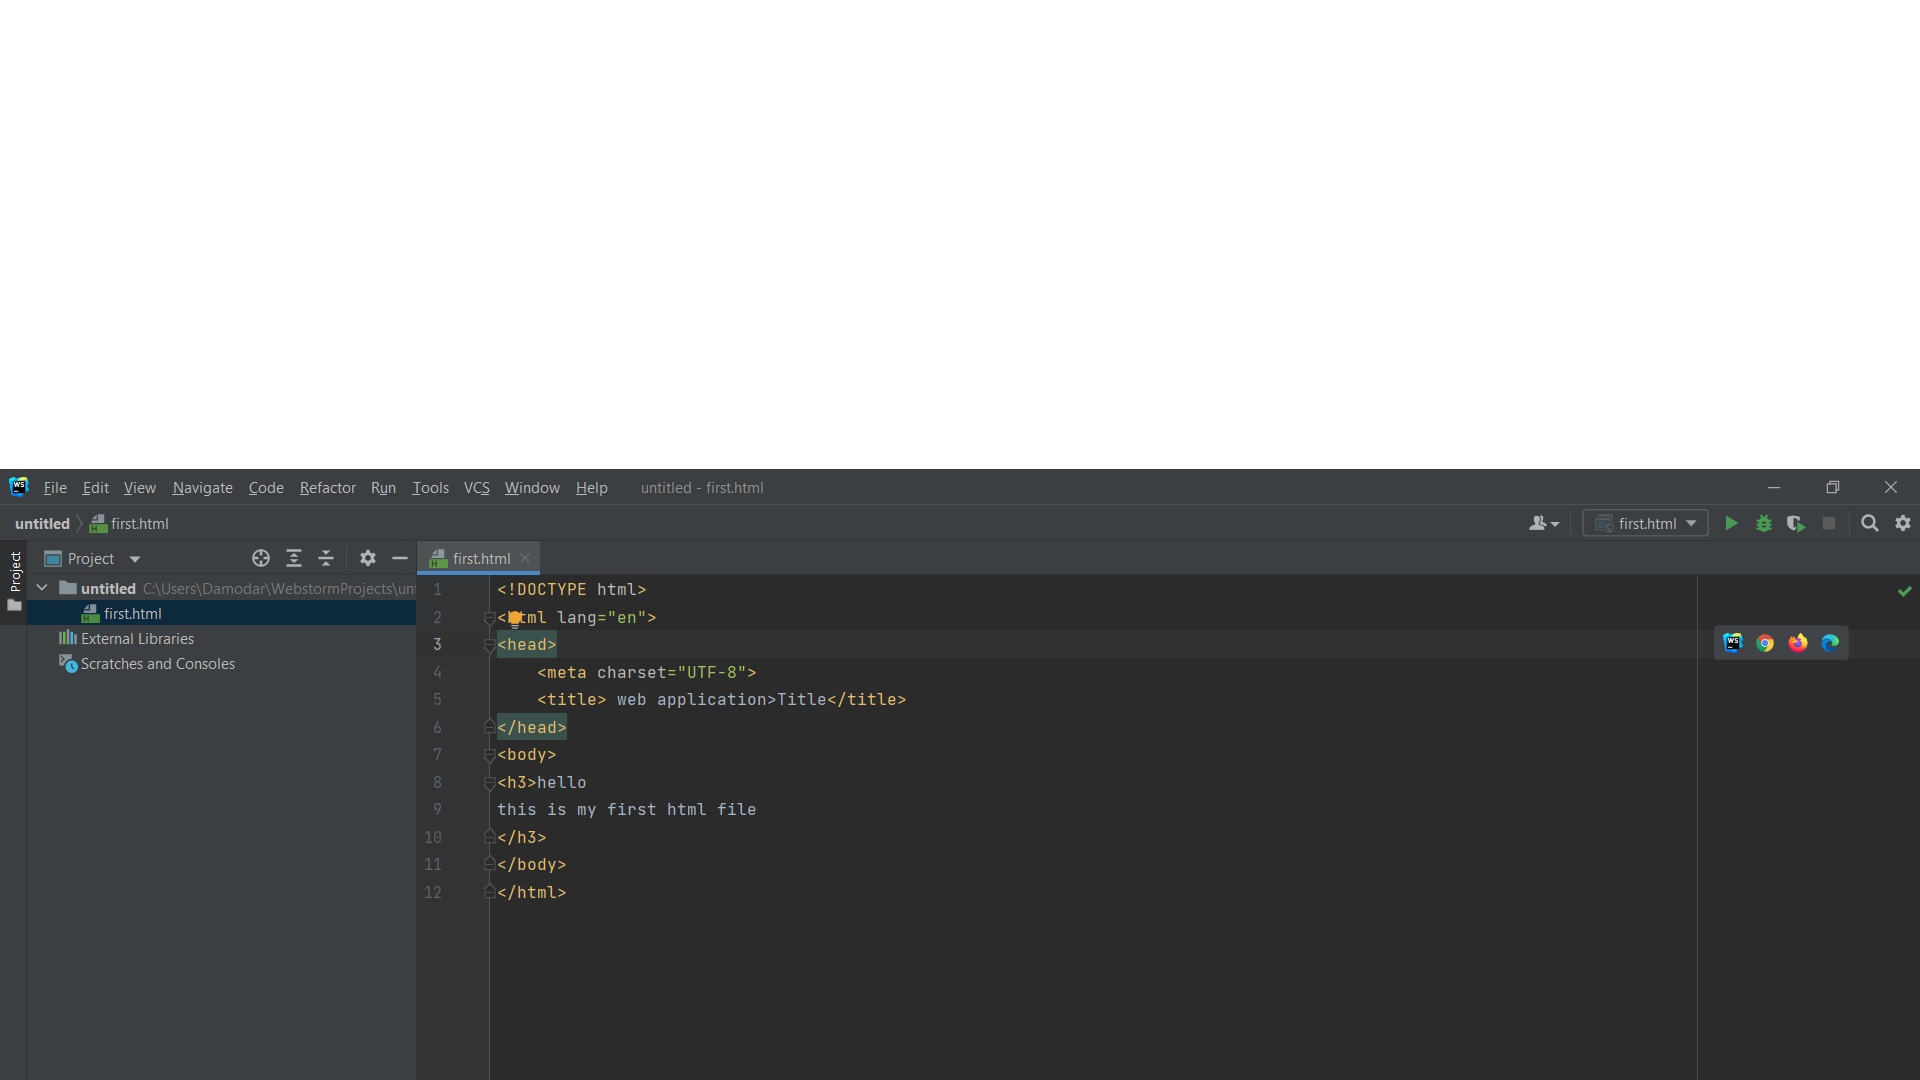 WS File Edit View Navigate Code Refactor Run Tools VCS Window Help untitled - first.html
untitled first.html first.html
Project
Project first.html
untitled C:\Users\Damodar\WebstormProjects\un
first.html
External Libraries
Scratches and Consoles
1 <!DOCTYPE html>
2 <html lang="en">
3 <head>
4 <meta charset="UTF-8">
5 <title> web application>Title</title>
6 </head>
7 <body>
8 <h3>hello
9 this is my first html file
10 </h3>
11 </body>
12 </html>
WS